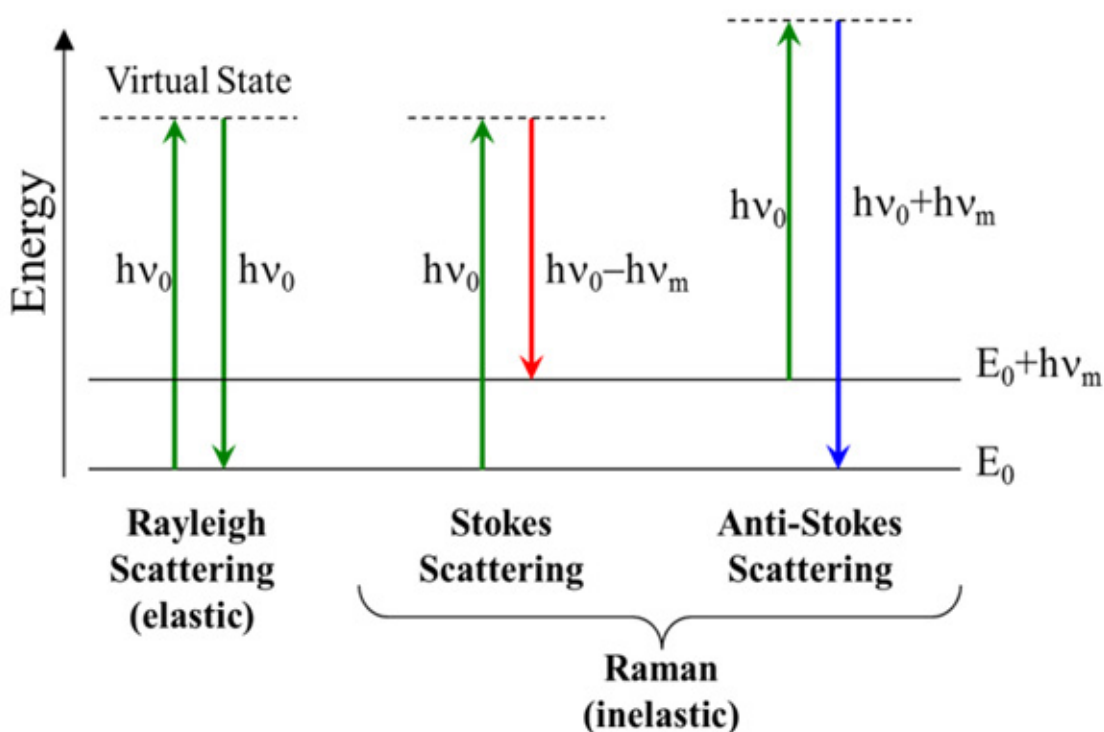 Energy
Virtual State
hν₀
hν₀
hν₀
hν₀–hνₘ
hν₀
hν₀+hνₘ
E₀+hνₘ
E₀
Rayleigh
Scattering
(elastic)
Stokes
Scattering
Anti-Stokes
Scattering
Raman
(inelastic)